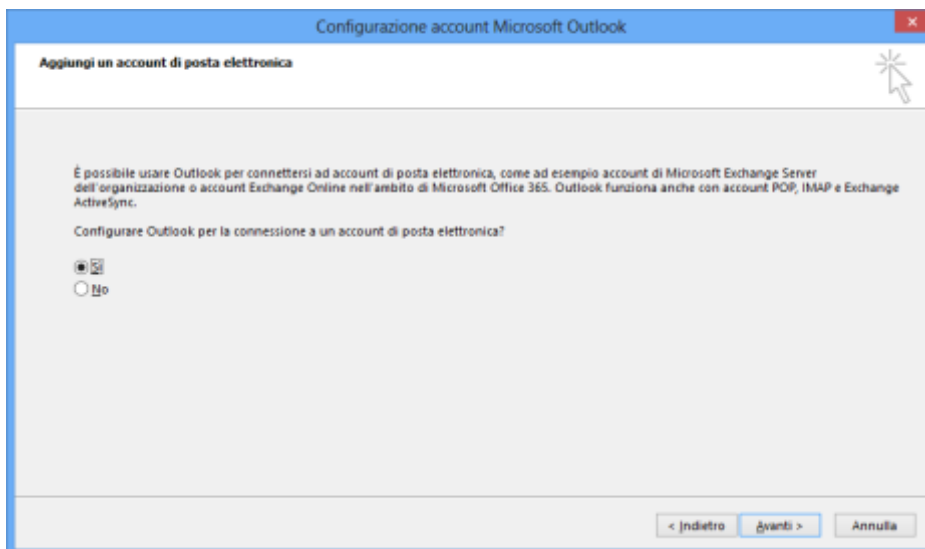 Configurazione account Microsoft Outlook
Aggiungi un account di posta elettronica
È possibile usare Outlook per connettersi ad account di posta elettronica, come ad esempio account di Microsoft Exchange Server
dell'organizzazione o account Exchange Online nell'ambito di Microsoft Office 365. Outlook funziona anche con account POP, IMAP e Exchange
ActiveSync.
Configurare Outlook per la connessione a un account di posta elettronica?
Sì
No
< Indietro Avanti > Annulla